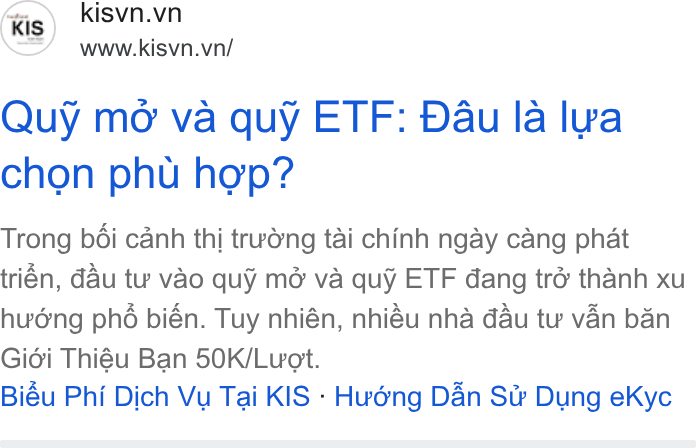 KIS
kisvn.vn
www.kisvn.vn/
Quỹ mở và quỹ ETF: Đâu là lựa
chọn phù hợp?
Trong bối cảnh thị trường tài chính ngày càng phát
triển, đầu tư vào quỹ mở và quỹ ETF đang trở thành xu
hướng phổ biến. Tuy nhiên, nhiều nhà đầu tư vẫn băn
Giới Thiệu Bạn 50K/Lượt.
Biểu Phí Dịch Vụ Tại KIS · Hướng Dẫn Sử Dụng eKyc